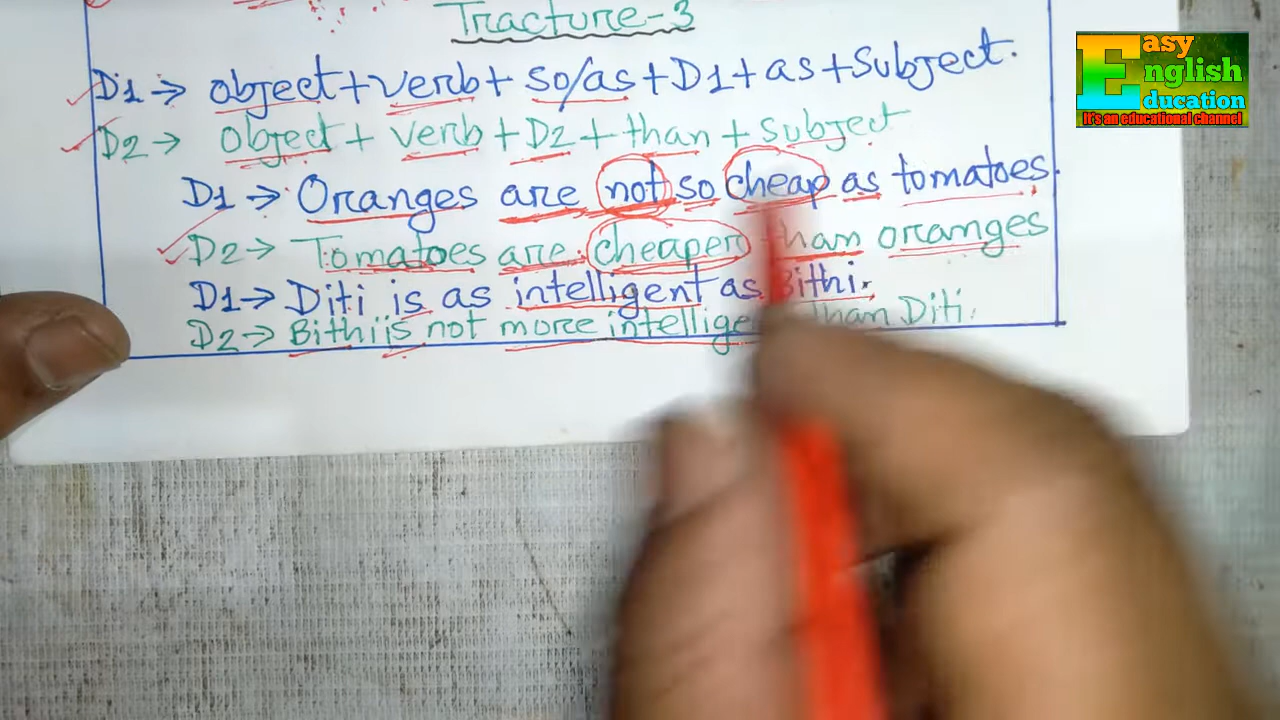 Tracture-3
D1→ object+verb+ so/as+D1+as+Subject.
D2→ object + verb +D2 +than + Subject
D1→ Oranges are not so cheap as tomatoes.
D2→ Tomatoes are cheaper than oranges
D1→ Diti is as intelligent as Bithi.
D2→ Bithi is not more intelligent than Diti.
Easy
English
Education
It's an educational channel